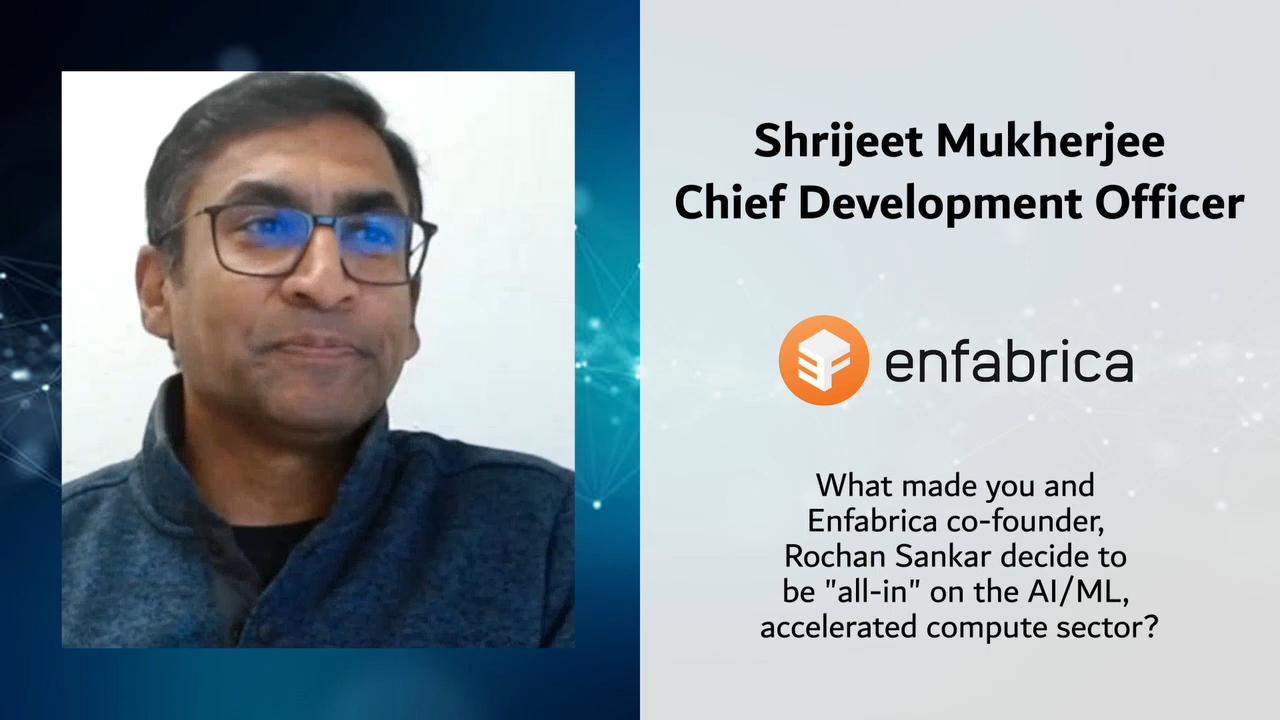 Shrijeet Mukherjee
Chief Development Officer
enfabrica
What made you and
Enfabrica co-founder,
Rochan Sankar decide to
be "all-in" on the AI/ML,
accelerated compute sector?